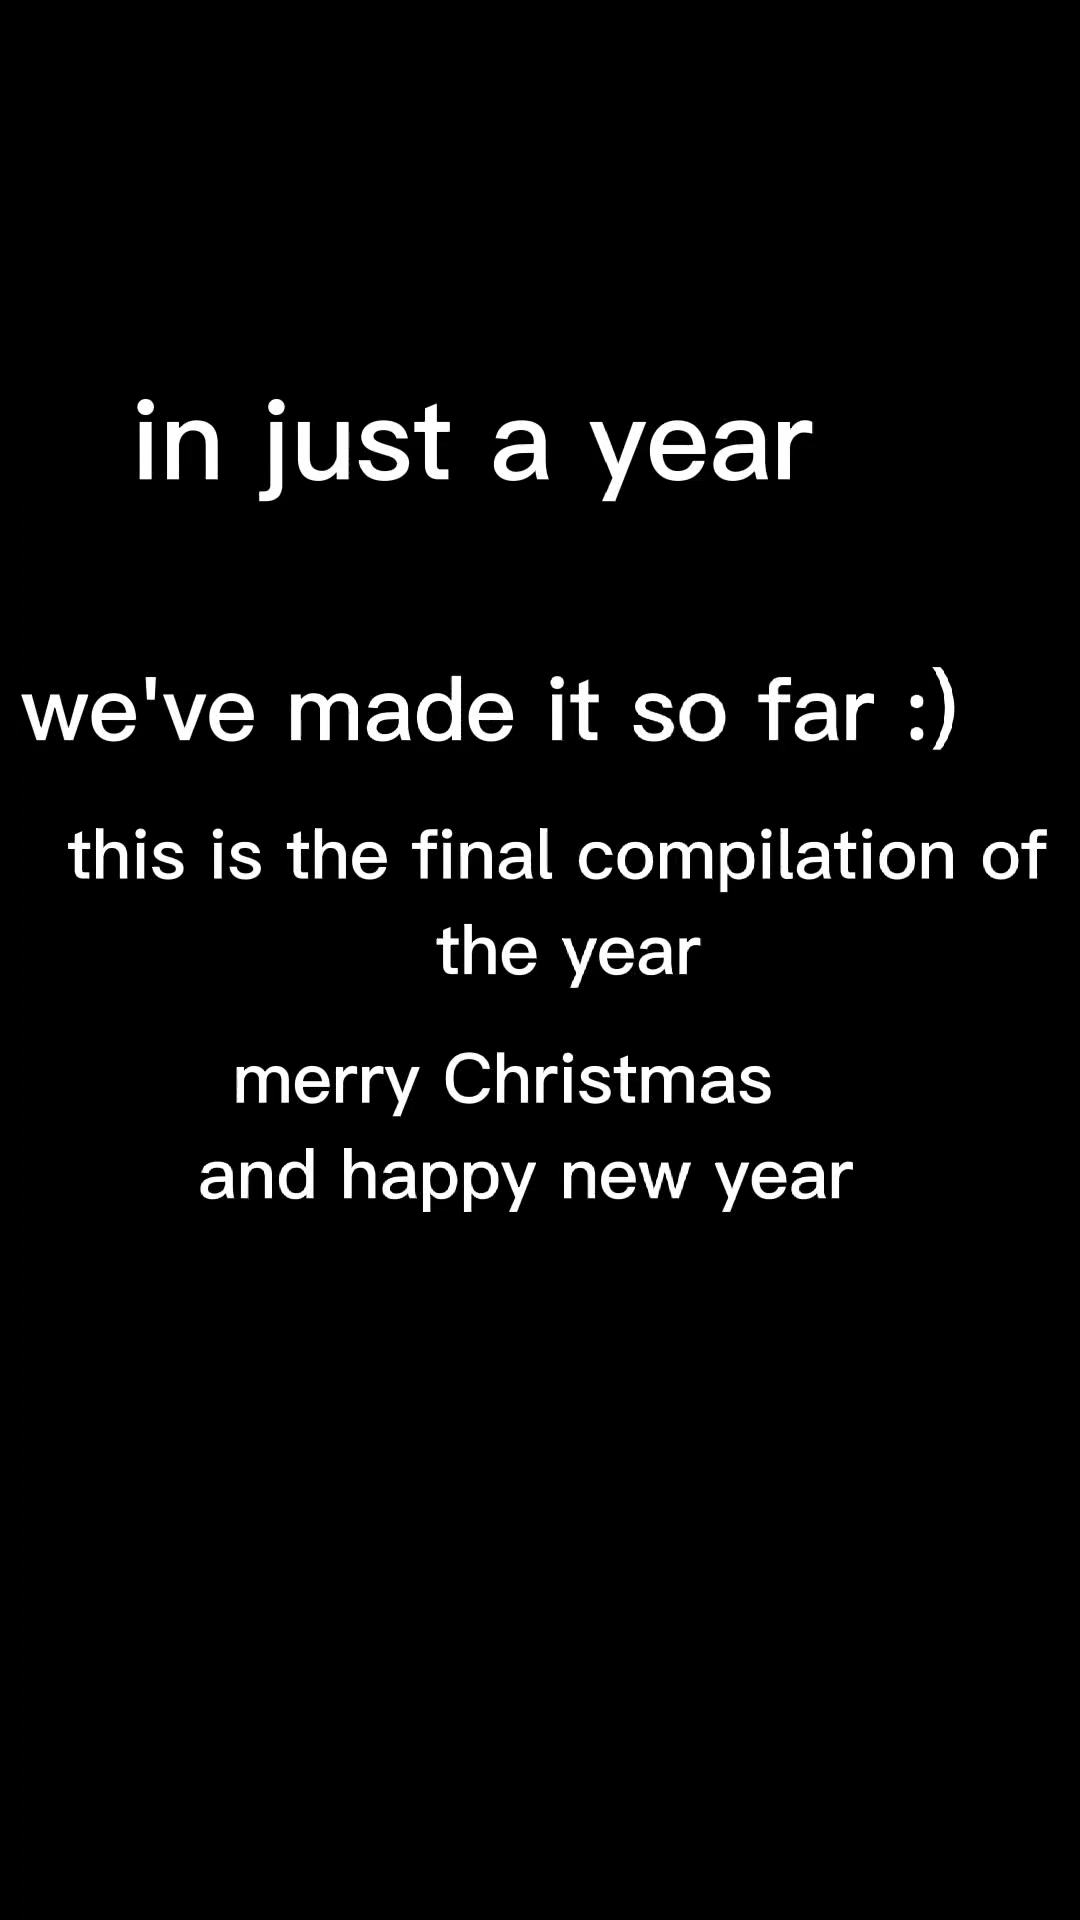 in just a year
we've made it so far :)
this is the final compilation of
the year
merry Christmas
and happy new year